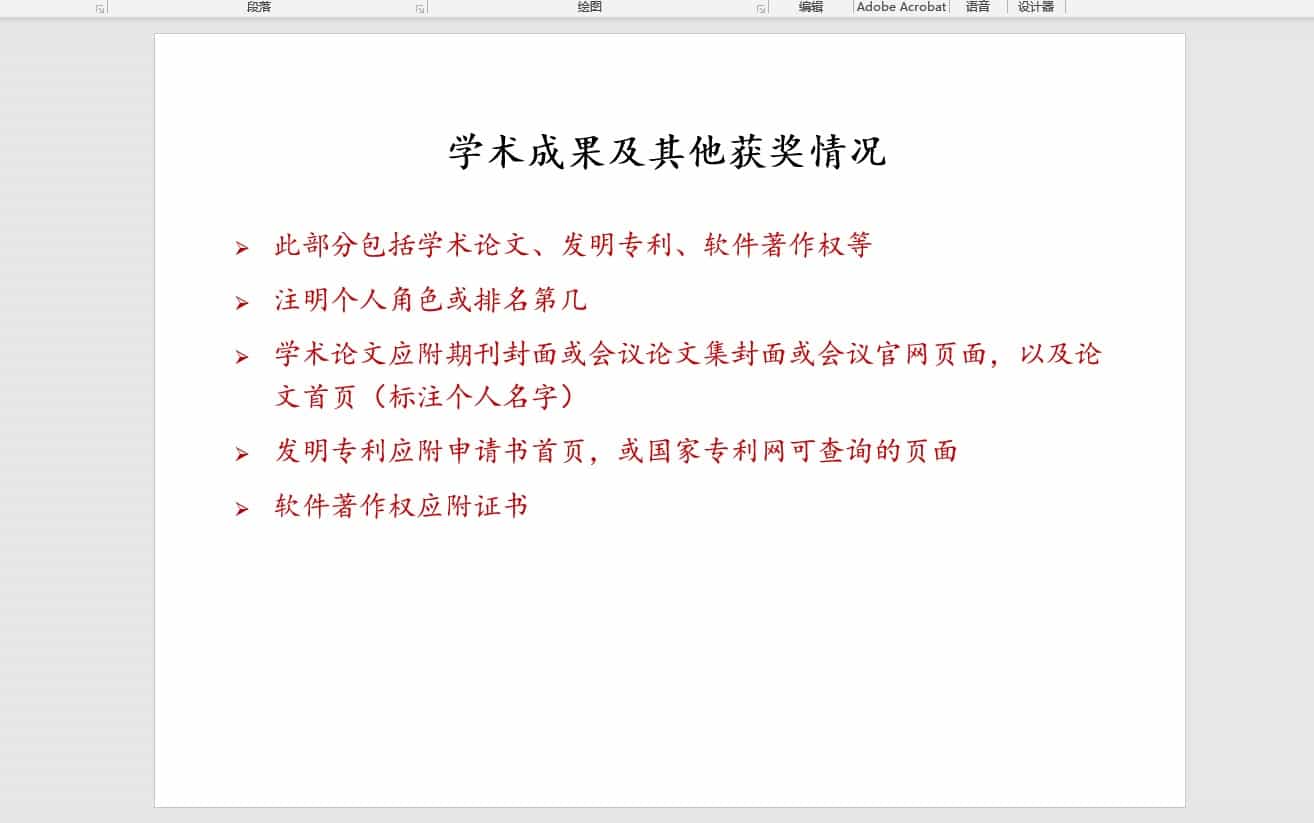 段落 绘图 编辑 Adobe Acrobat 语音 设计器
学术成果及其他获奖情况
此部分包括学术论文、发明专利、软件著作权等
注明个人角色或排名第几
学术论文应附期刊封面或会议论文集封面或会议官网页面，以及论
文首页（标注个人名字）
发明专利应附申请书首页，或国家专利网可查询的页面
软件著作权应附证书